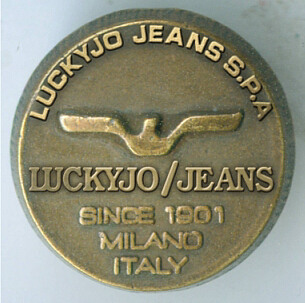 LUCKYJO JEANS S.P.A
LUCKYJO/JEANS
SINCE 1901
MILANO
ITALY